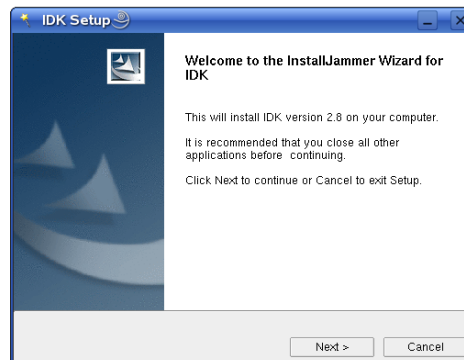 IDK Setup
Welcome to the InstallJammer Wizard for
IDK
This will install IDK version 2.8 on your computer.
It is recommended that you close all other
applications before continuing.
Click Next to continue or Cancel to exit Setup.
Next >
Cancel